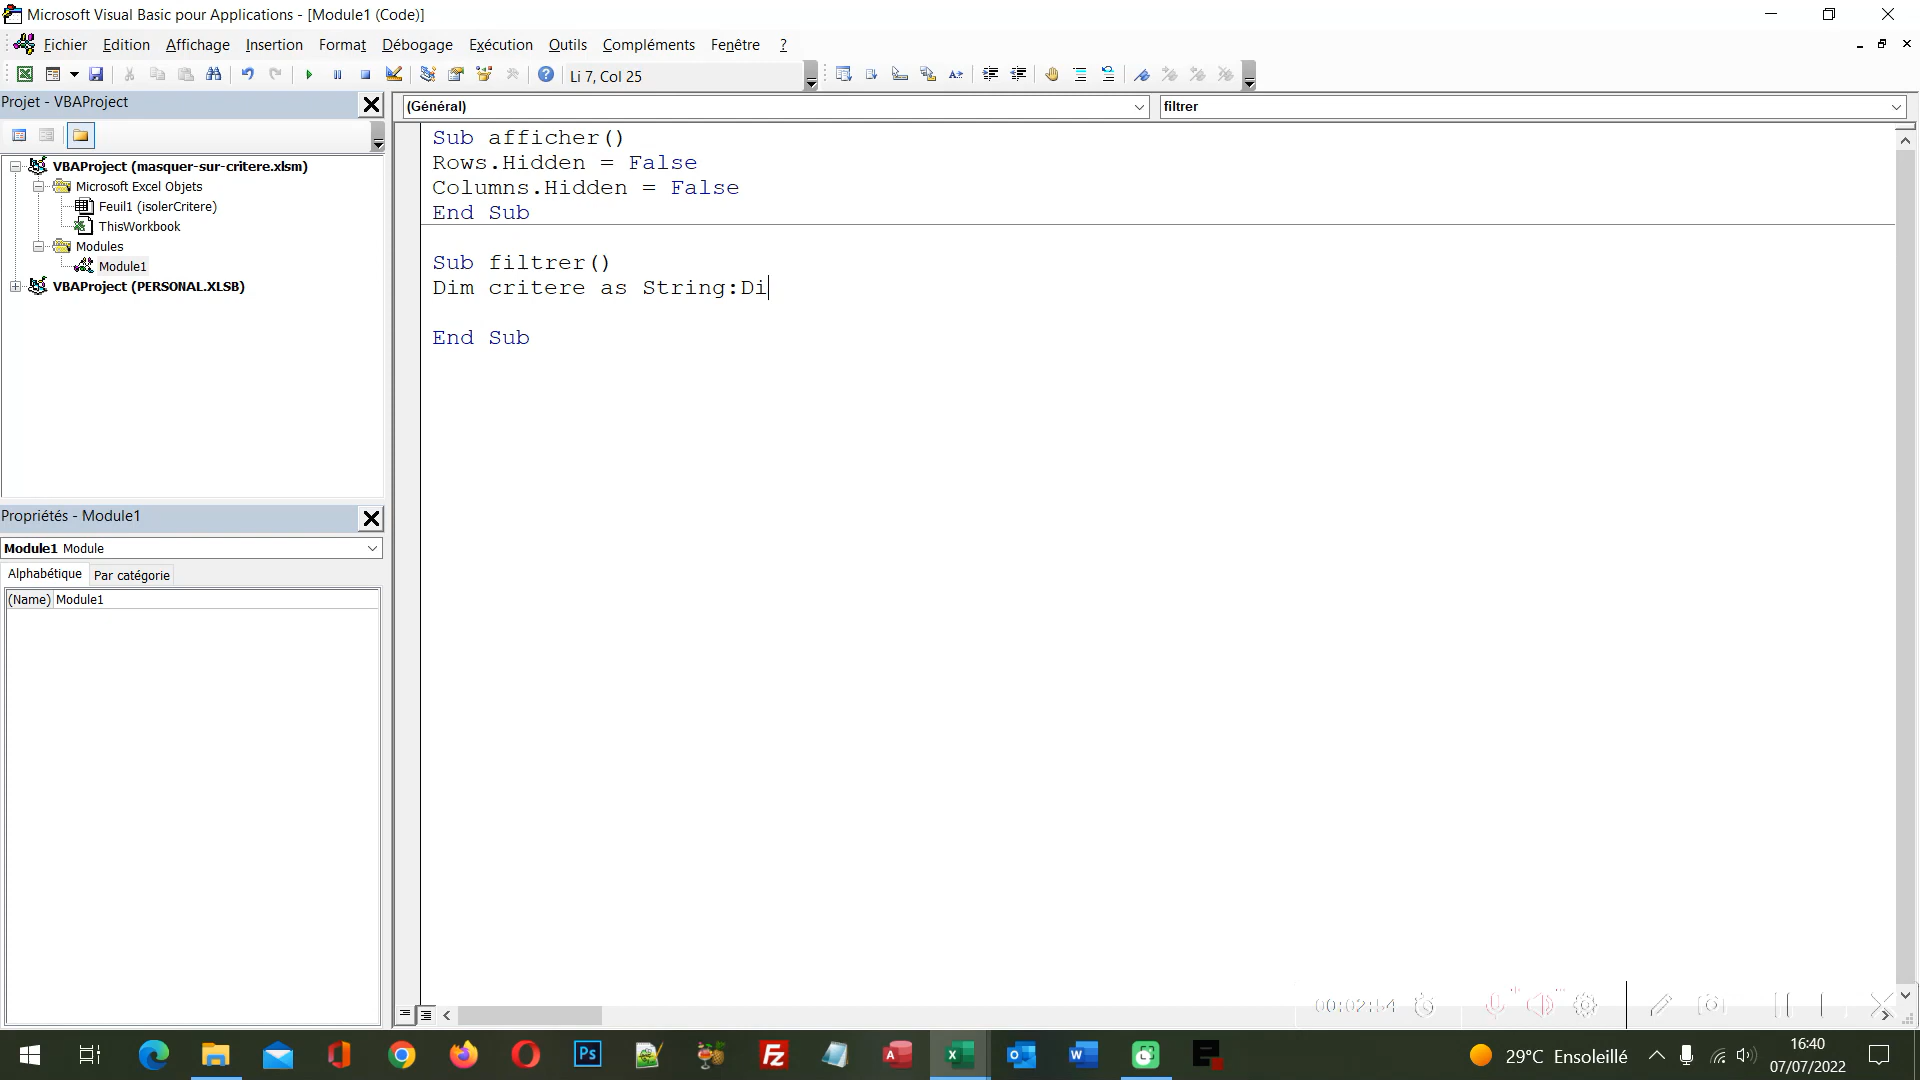 Microsoft Visual Basic pour Applications - [Module1 (Code)]
Fichier Edition Affichage Insertion Format Débogage Exécution Outils Compléments Fenêtre ?
Li 7, Col 25
Projet - VBAProject
(Général)
filtrer
VBAProject (masquer-sur-critere.xlsm)
Microsoft Excel Objets
Feuil1 (isolerCritere)
ThisWorkbook
Modules
Module1
VBAProject (PERSONAL.XLSB)
Sub afficher()
Rows.Hidden = False
Columns.Hidden = False
End Sub
Sub filtrer()
Dim critere as String:Di
End Sub
Propriétés - Module1
Module1 Module
Alphabétique Par catégorie
(Name) Module1
00:02:54
29°C Ensoleillé
16:40
07/07/2022